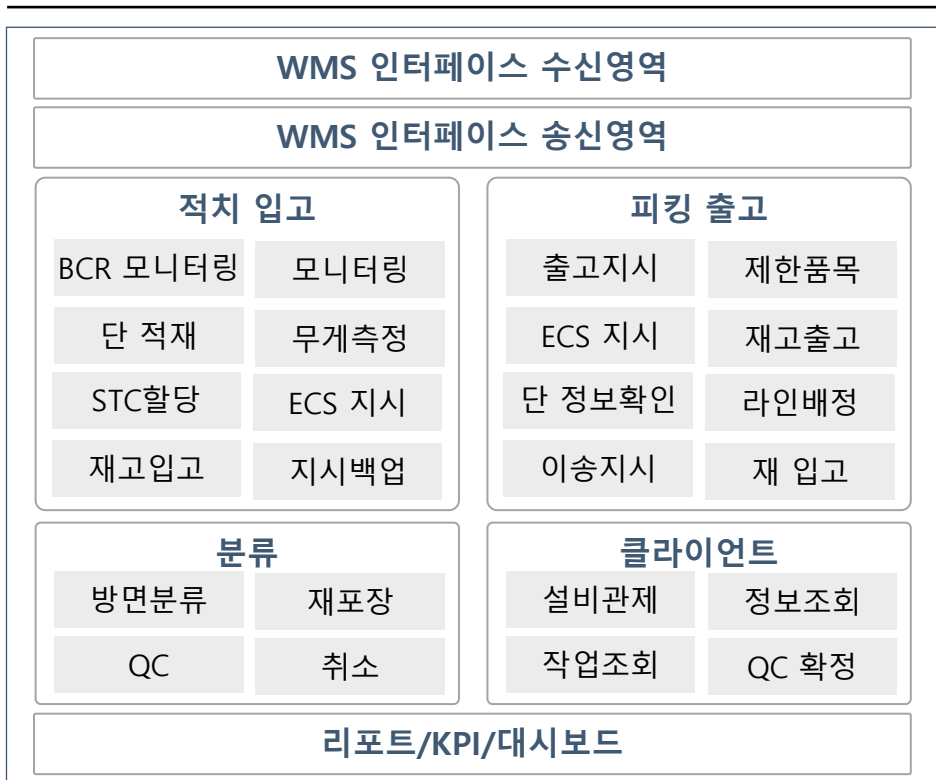 WMS 인터페이스 수신영역
WMS 인터페이스 송신영역
적치 입고
BCR 모니터링
모니터링
단 적재
무게측정
STC할당
ECS 지시
재고입고
지시백업
피킹 출고
출고지시
제한품목
ECS 지시
재고출고
단 정보확인
라인배정
이송지시
재 입고
분류
방면분류
재포장
QC
취소
클라이언트
설비관제
정보조회
작업조회
QC 확정
리포트/KPI/대시보드